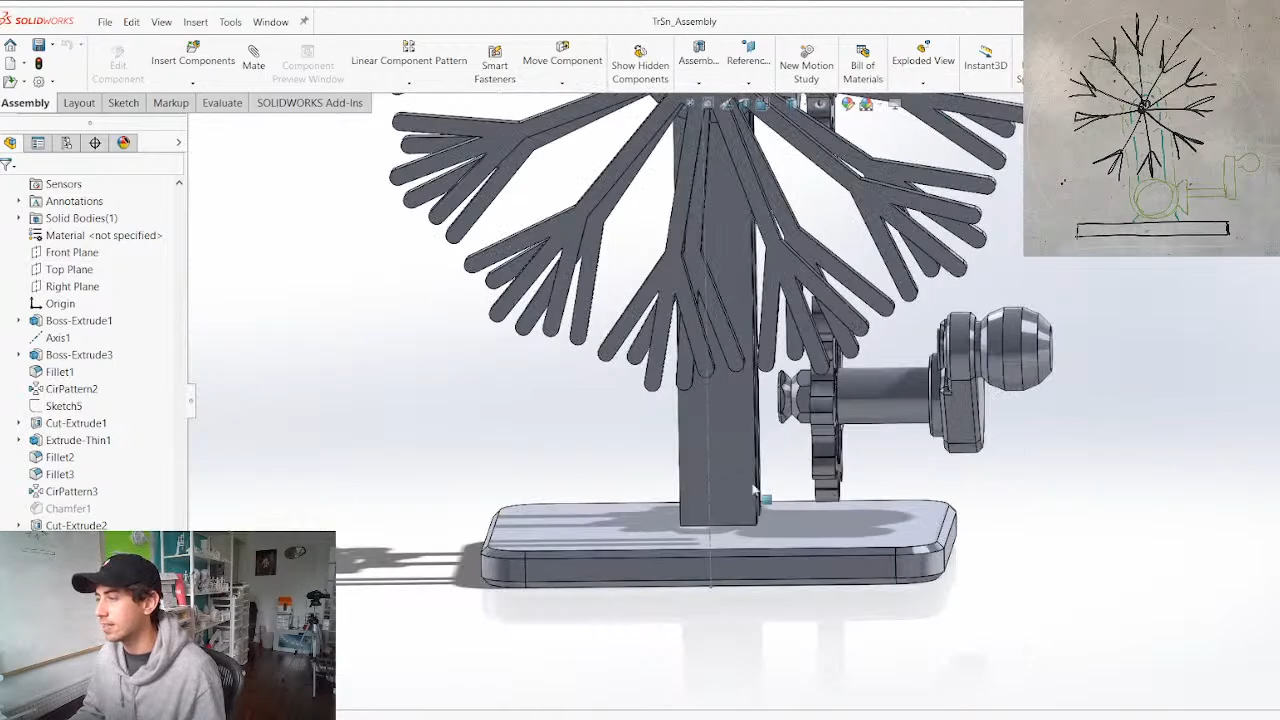 SOLIDWORKS File Edit View Insert Tools Window TrSn_Assembly
Edit Component
Insert Components
Mate
Component Preview Window
Linear Component Pattern
Smart Fasteners
Move Component
Show Hidden Components
Assemb...
Referenc...
New Motion Study
Bill of Materials
Exploded View
Instant3D
Assembly Layout Sketch Markup Evaluate SOLIDWORKS Add-Ins
Sensors
Annotations
Solid Bodies(1)
Material <not specified>
Front Plane
Top Plane
Right Plane
Origin
Boss-Extrude1
Axis1
Boss-Extrude3
Fillet1
CirPattern2
Sketch5
Cut-Extrude1
Extrude-Thin1
Fillet2
Fillet3
CirPattern3
Chamfer1
Cut-Extrude2